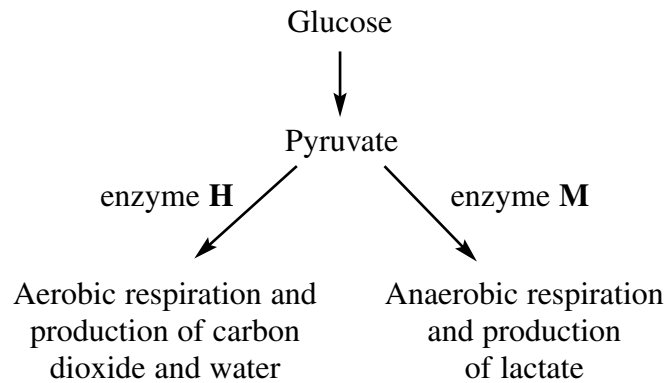 Glucose
Pyruvate
enzyme H
enzyme M
Aerobic respiration and
production of carbon
dioxide and water
Anaerobic respiration
and production
of lactate